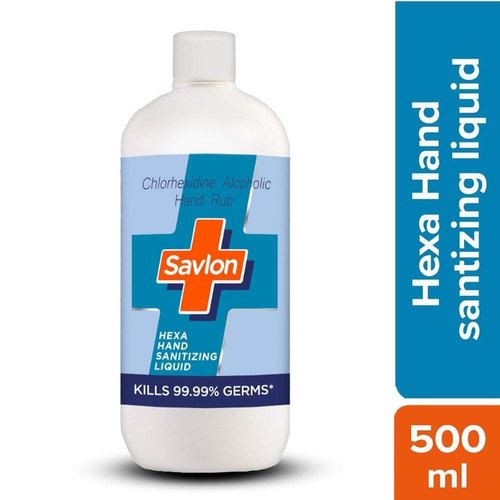 Chlorhexidine Alcoholic
Hand Rub
Savlon
HEXA
HAND
SANITIZING
LIQUID
KILLS 99.99% GERMS*
Hexa Hand
santizing liquid
500
ml